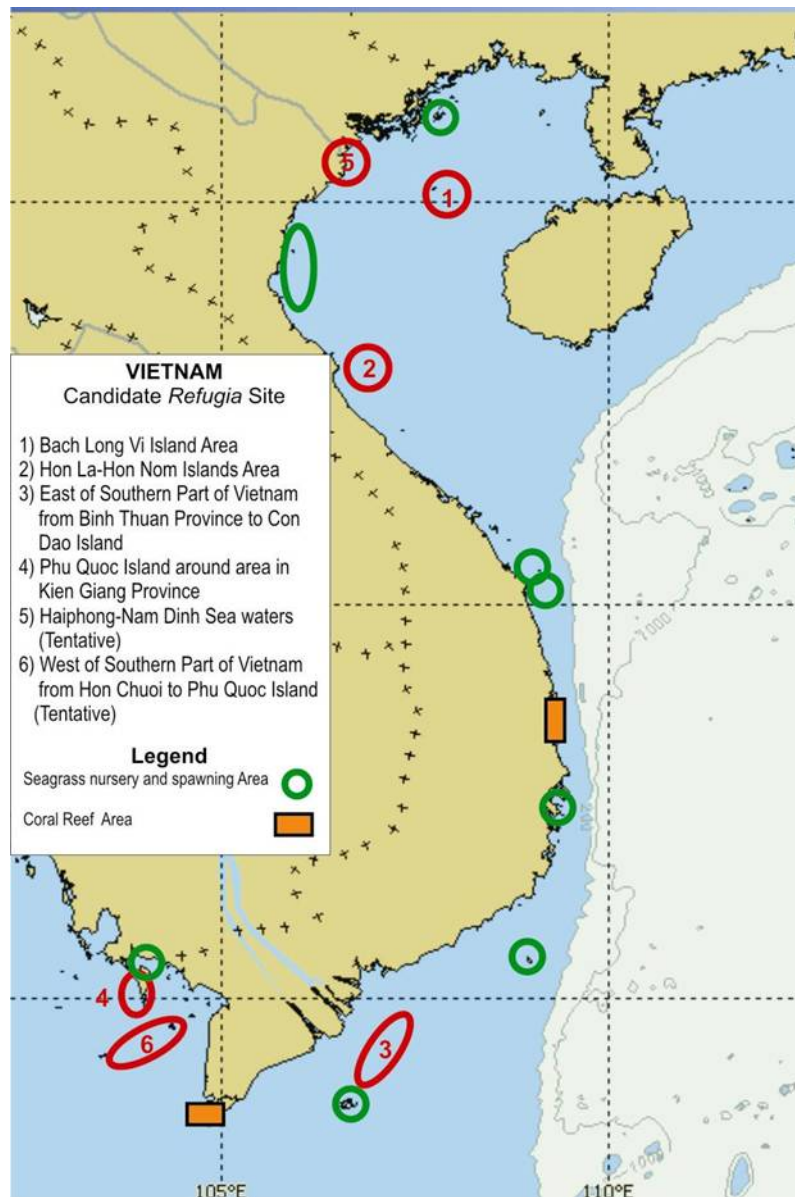 5
1
2
VIETNAM
Candidate Refugia Site
1) Bach Long Vi Island Area
2) Hon La-Hon Nom Islands Area
3) East of Southern Part of Vietnam
from Binh Thuan Province to Con
Dao Island
4) Phu Quoc Island around area in
Kien Giang Province
5) Haiphong-Nam Dinh Sea waters
(Tentative)
6) West of Southern Part of Vietnam
from Hon Chuoi to Phu Quoc Island
(Tentative)
Legend
Seagrass nursery and spawning Area
Coral Reef Area
1000
200
4
6
3
1000
105°E
110°E